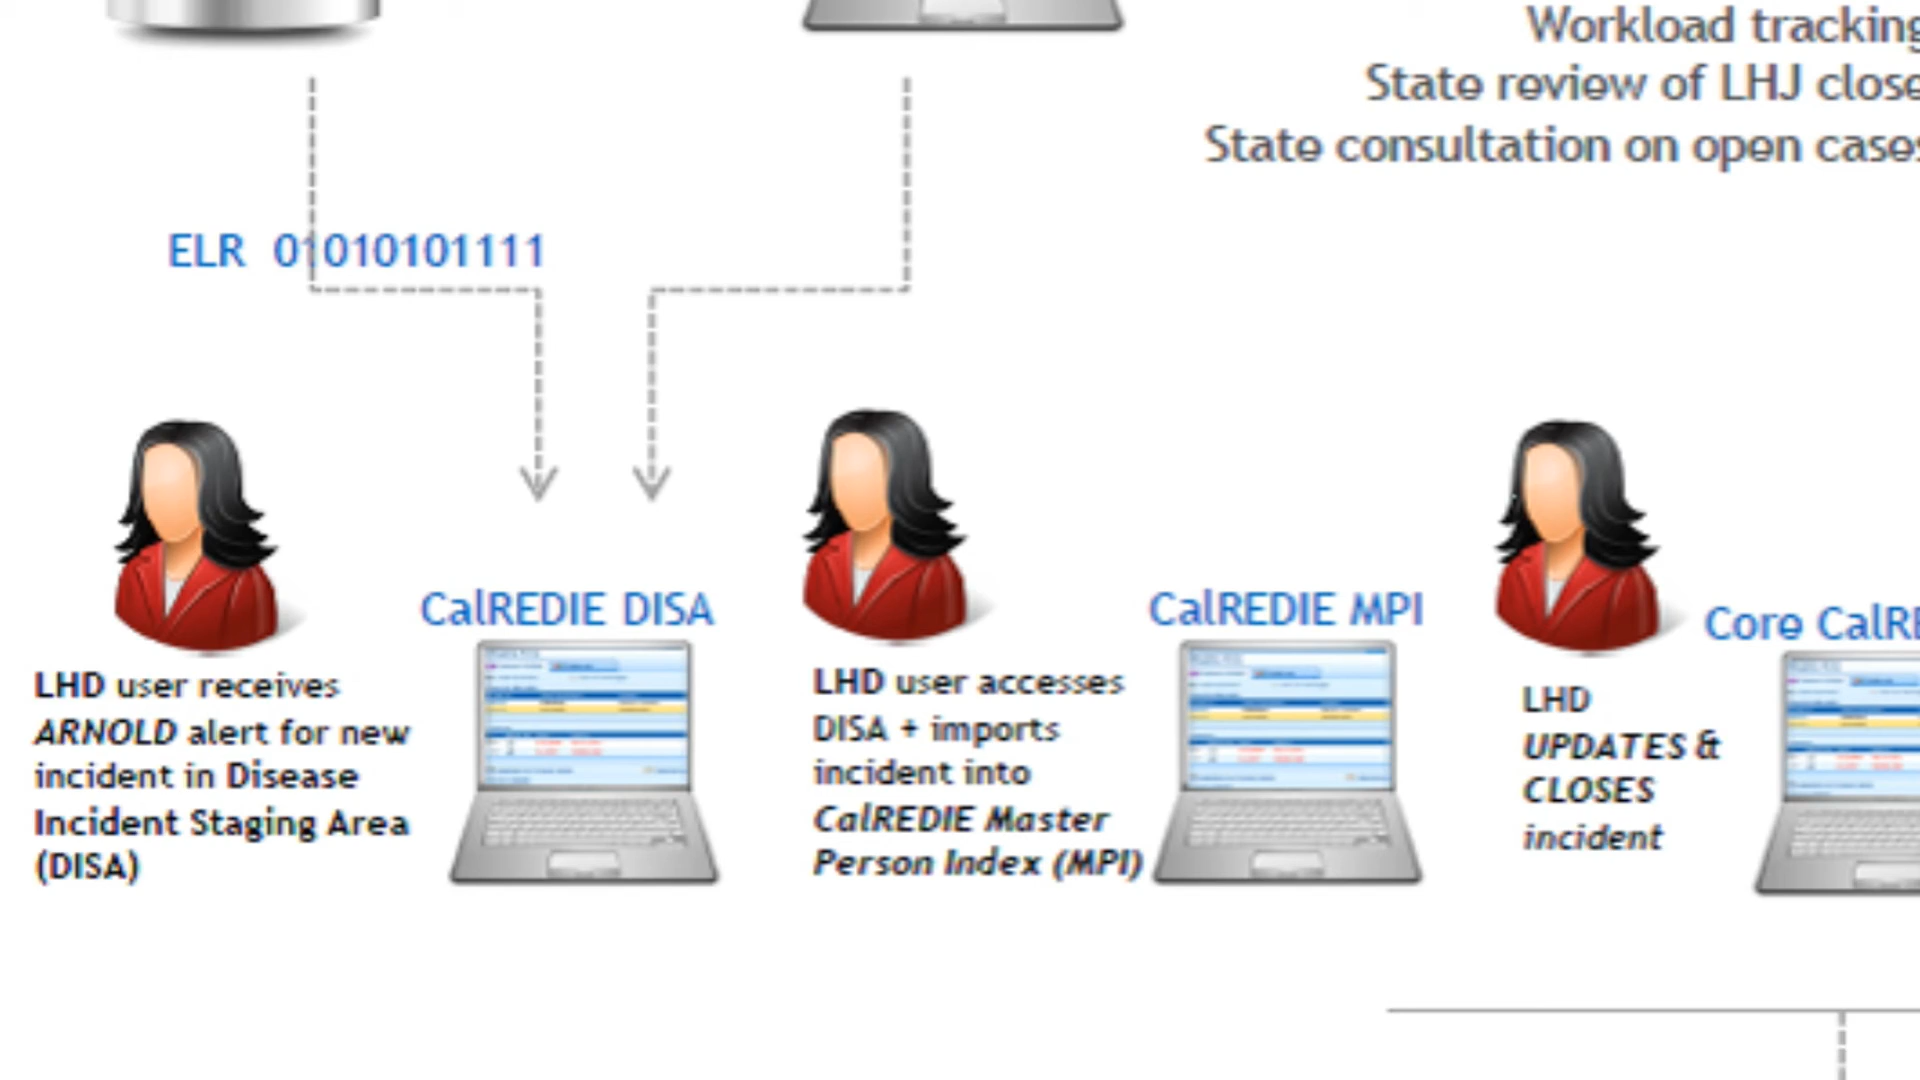 Workload tracking
State review of LHJ close
State consultation on open cases
ELR 01010101111
CalREDIE DISA
CalREDIE MPI
Core CalRE
LHD user receives
ARNOLD alert for new
incident in Disease
Incident Staging Area
(DISA)
LHD user accesses
DISA + imports
incident into
CalREDIE Master
Person Index (MPI)
LHD
UPDATES &
CLOSES
incident